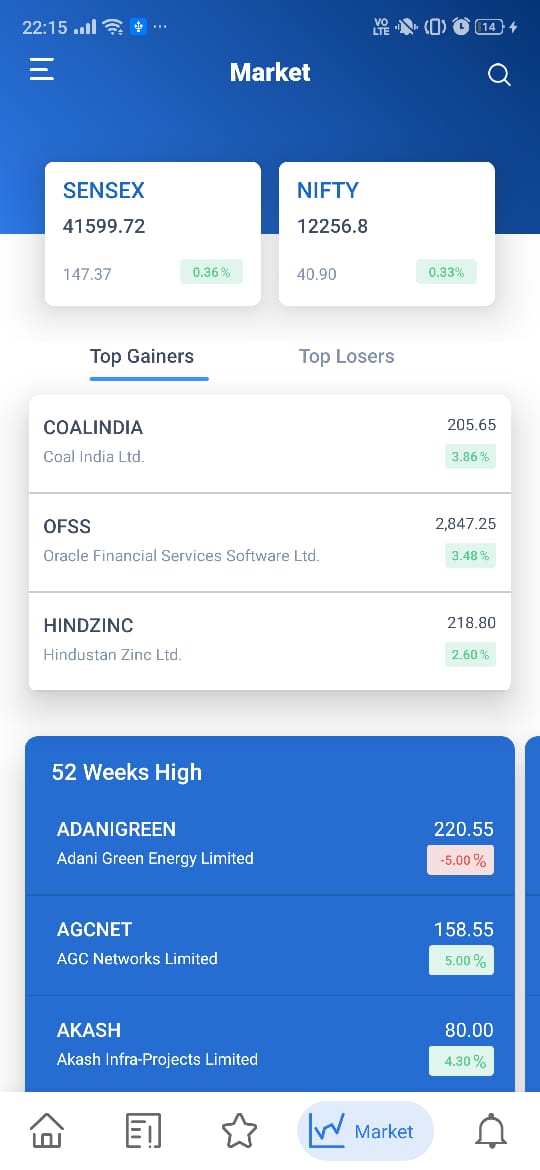 22:15 VO LTE 14
Market
SENSEX
41599.72
147.37 0.36%
NIFTY
12256.8
40.90 0.33%
Top Gainers Top Losers
COALINDIA 205.65
Coal India Ltd. 3.86%
OFSS 2,847.25
Oracle Financial Services Software Ltd. 3.48%
HINDZINC 218.80
Hindustan Zinc Ltd. 2.60%
52 Weeks High
ADANIGREEN 220.55
Adani Green Energy Limited -5.00%
AGCNET 158.55
AGC Networks Limited 5.00%
AKASH 80.00
Akash Infra-Projects Limited 4.30%
Market